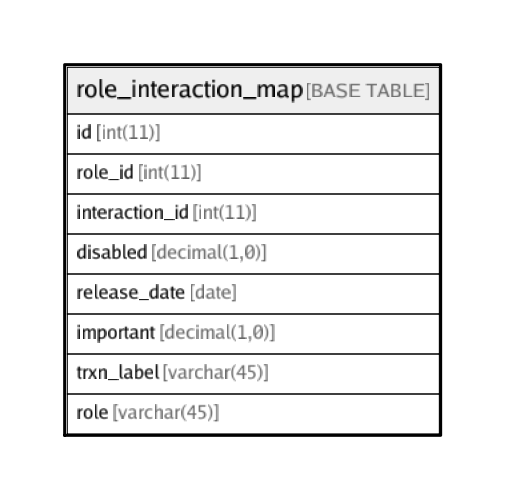 role_interaction_map [BASE TABLE]
id [int(11)]
role_id [int(11)]
interaction_id [int(11)]
disabled [decimal(1,0)]
release_date [date]
important [decimal(1,0)]
trxn_label [varchar(45)]
role [varchar(45)]